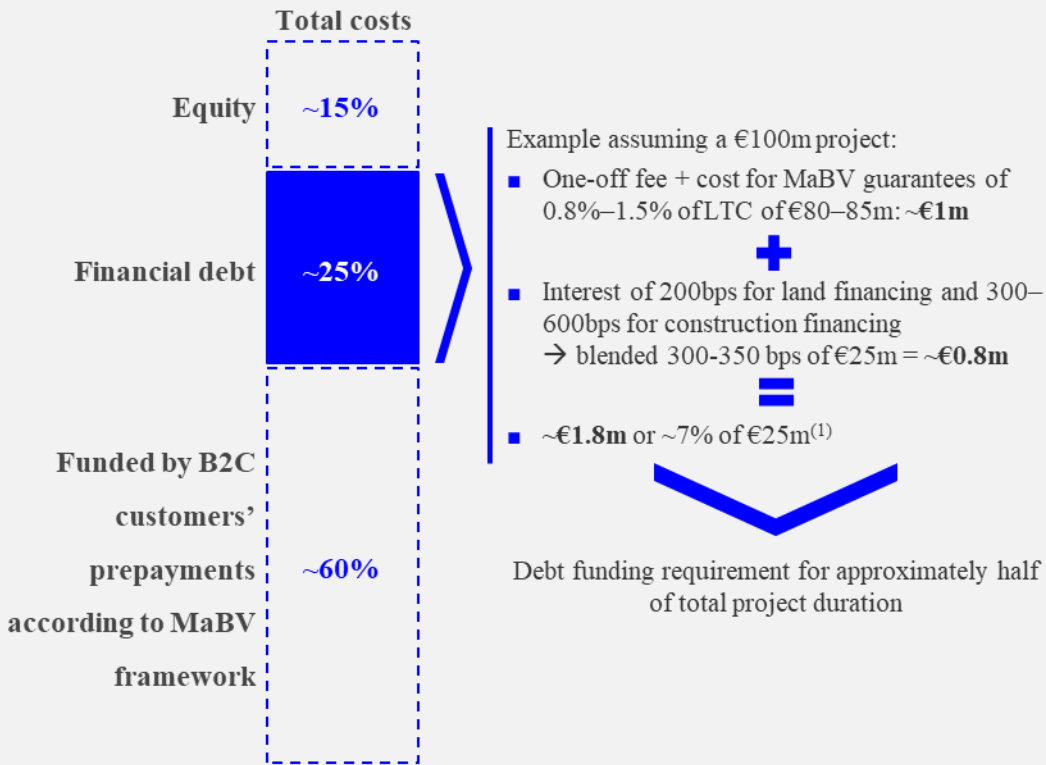 Total costs
Equity
~15%
Financial debt
~25%
Funded by B2C
customers’
prepayments
according to MaBV
framework
~60%
Example assuming a €100m project:
■ One-off fee + cost for MaBV guarantees of
0.8%–1.5% of LTC of €80–85m: ~€1m
+
■ Interest of 200bps for land financing and 300–
600bps for construction financing
→ blended 300-350 bps of €25m = ~€0.8m
=
■ ~€1.8m or ~7% of €25m(1)
Debt funding requirement for approximately half
of total project duration